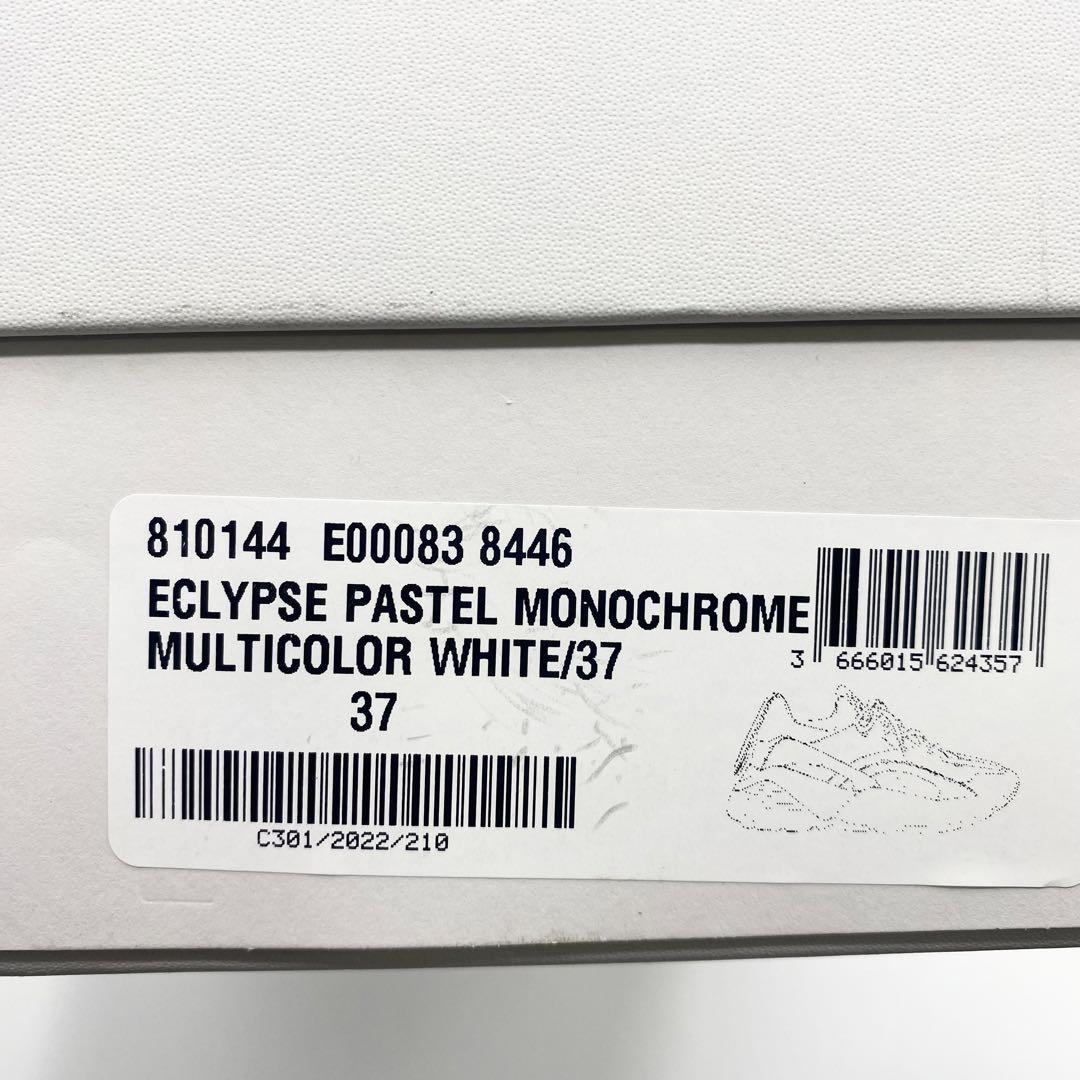 810144 E00083 8446
ECLYPSE PASTEL MONOCHROME
MULTICOLOR WHITE/37
37
3 666015 624357
C301/2022/210